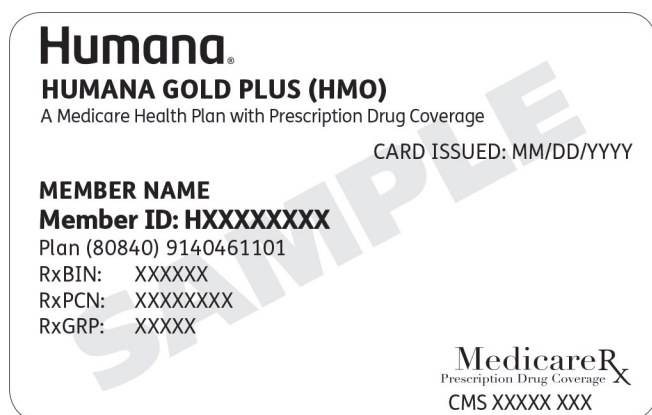 Humana®
HUMANA GOLD PLUS (HMO)
A Medicare Health Plan with Prescription Drug Coverage
CARD ISSUED: MM/DD/YYYY
MEMBER NAME
Member ID: HXXXXXXXX
Plan (80840) 9140461101
RxBIN: XXXXXX
RxPCN: XXXXXXXX
RxGRP: XXXXX
SAMPLE
MedicareRx
Prescription Drug Coverage
CMS XXXXX XXX